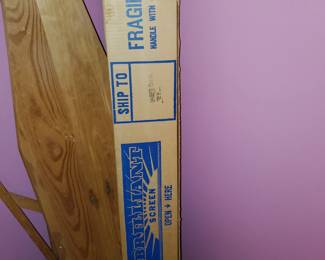 FRAGI
HANDLE WITH
SHIP TO
BRILLIANT
SCREEN
OPEN HERE